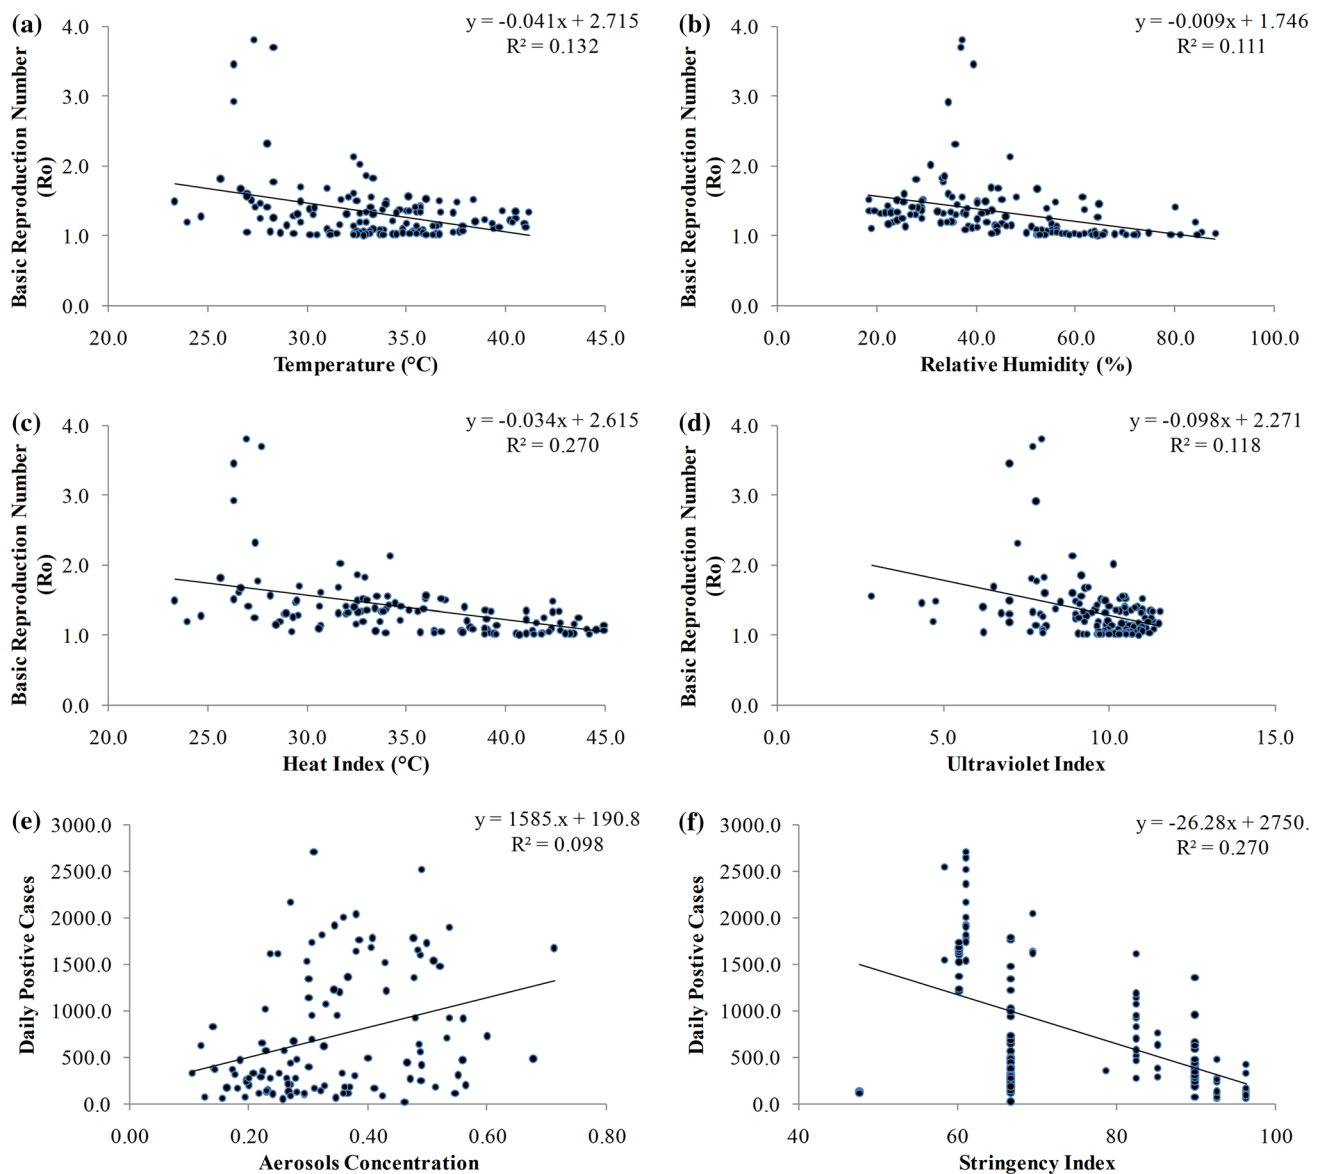 (a)
y = -0.041x + 2.715
R² = 0.132
Basic Reproduction Number
(Ro)
4.0
3.0
2.0
1.0
0.0
20.0 25.0 30.0 35.0 40.0 45.0
Temperature (°C)
(b)
y = -0.009x + 1.746
R² = 0.111
Basic Reproduction Number
(Ro)
4.0
3.0
2.0
1.0
0.0
0.0 20.0 40.0 60.0 80.0 100.0
Relative Humidity (%)
(c)
y = -0.034x + 2.615
R² = 0.270
Basic Reproduction Number
(Ro)
4.0
3.0
2.0
1.0
0.0
20.0 25.0 30.0 35.0 40.0 45.0
Heat Index (°C)
(d)
y = -0.098x + 2.271
R² = 0.118
Basic Reproduction Number
(Ro)
4.0
3.0
2.0
1.0
0.0
0.0 5.0 10.0 15.0
Ultraviolet Index
(e)
y = 1585.x + 190.8
R² = 0.098
Daily Postive Cases
3000.0
2500.0
2000.0
1500.0
1000.0
500.0
0.0
0.00 0.20 0.40 0.60 0.80
Aerosols Concentration
(f)
y = -26.28x + 2750.
R² = 0.270
Daily Postive Cases
3000.0
2500.0
2000.0
1500.0
1000.0
500.0
0.0
40 60 80 100
Stringency Index